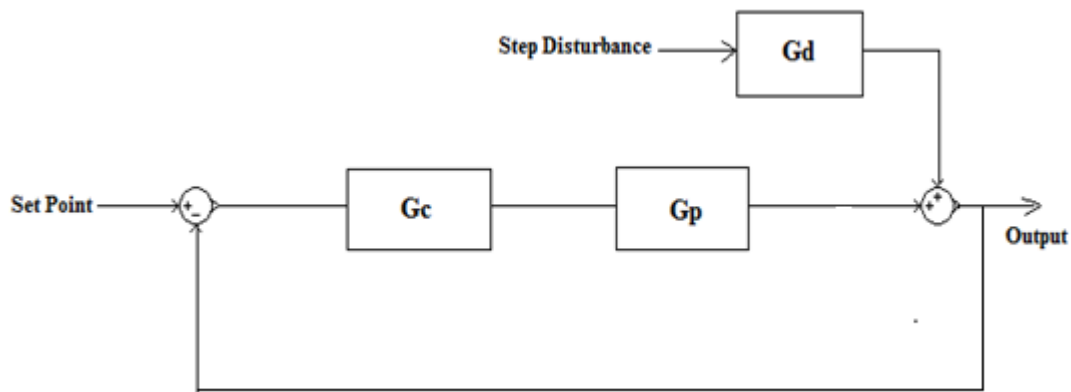 Step Disturbance
Gd
Set Point
+
−
Gc
Gp
+
+
Output